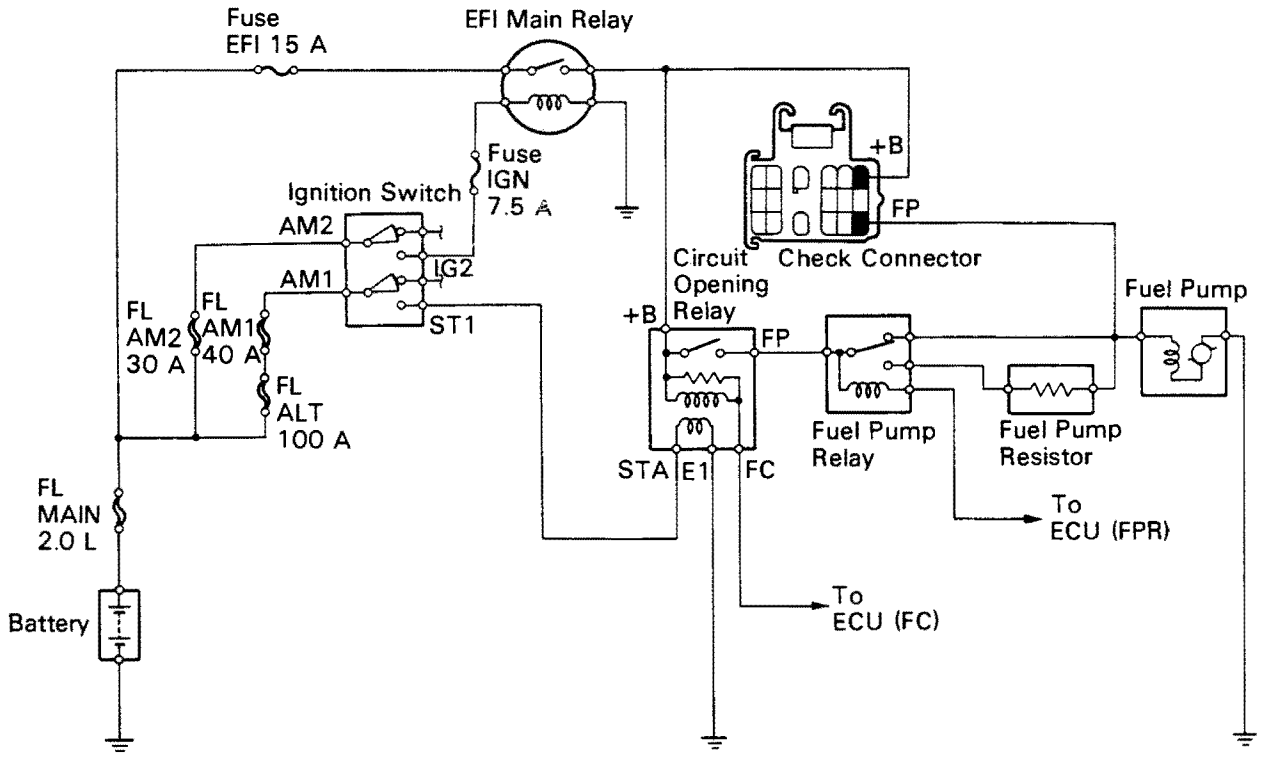 Fuse
EFI 15 A
EFI Main Relay
Fuse
IGN
7.5 A
+B
FP
Check Connector
Ignition Switch
AM2
IG2
AM1
ST1
FL
AM2
30 A
FL
AM1
40 A
FL
ALT
100 A
Circuit
Opening
Relay
+B
FP
STA
E1
FC
Fuel Pump
Fuel Pump
Relay
Fuel Pump
Resistor
FL
MAIN
2.0 L
To
ECU (FPR)
To
ECU (FC)
Battery